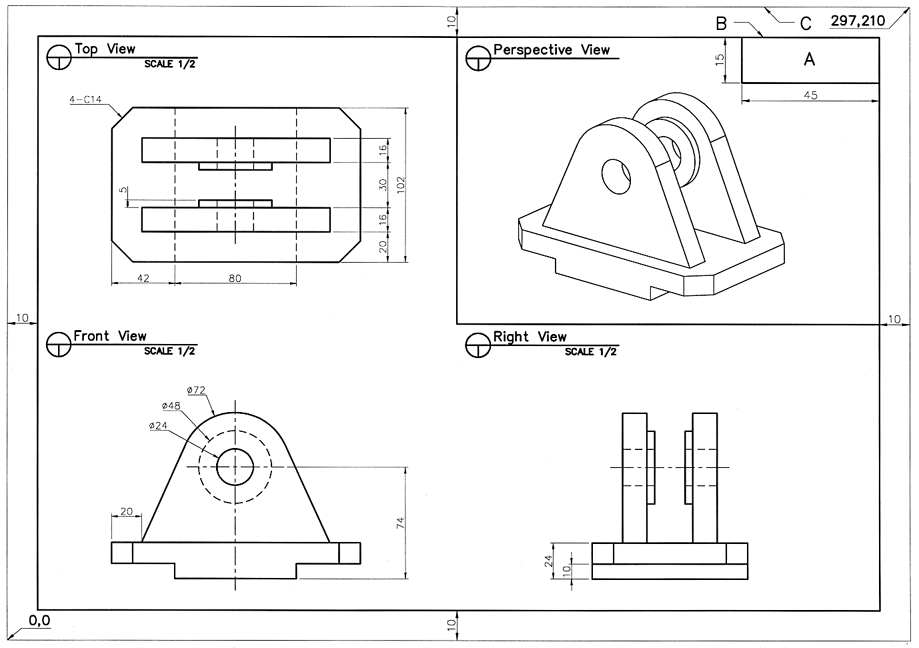 10
B
C
297,210
Top View
SCALE 1/2
Perspective View
15
A
45
4-C14
16
30
102
5
16
20
42
80
10
10
Front View
SCALE 1/2
Right View
SCALE 1/2
ø72
ø48
ø24
20
74
24
10
0,0
10